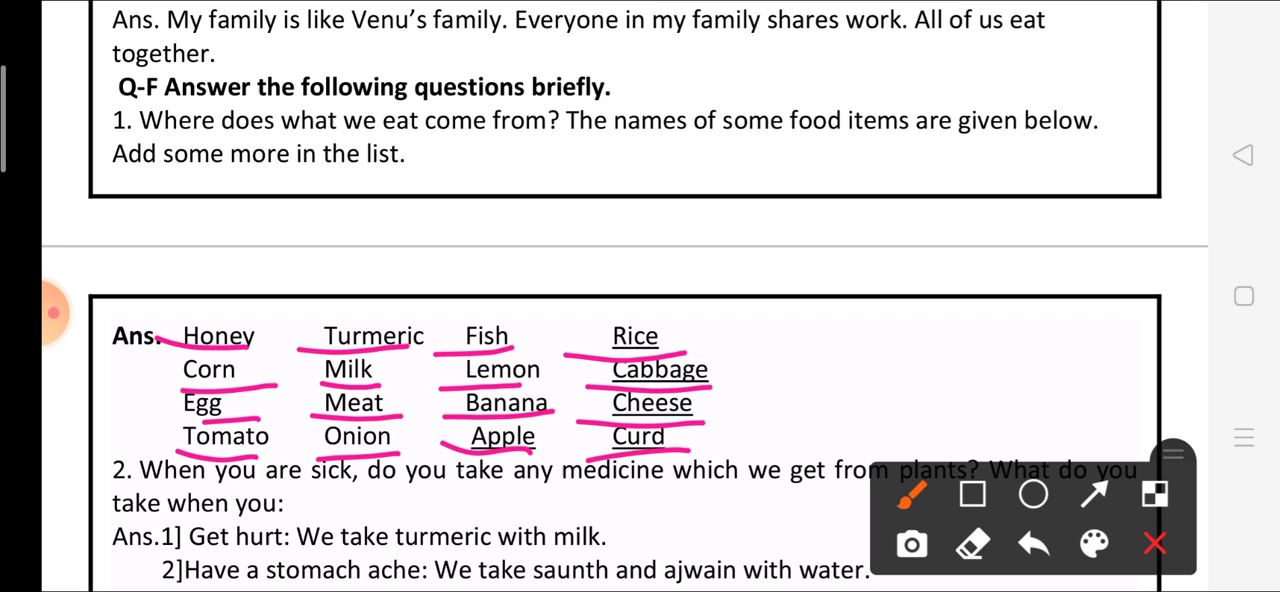 Ans. My family is like Venu’s family. Everyone in my family shares work. All of us eat
together.
Q-F Answer the following questions briefly.
1. Where does what we eat come from? The names of some food items are given below.
Add some more in the list.
Ans. Honey Turmeric Fish Rice
Corn Milk Lemon Cabbage
Egg Meat Banana Cheese
Tomato Onion Apple Curd
2. When you are sick, do you take any medicine which we get from plants? What do you
take when you:
Ans.1] Get hurt: We take turmeric with milk.
2]Have a stomach ache: We take saunth and ajwain with water.